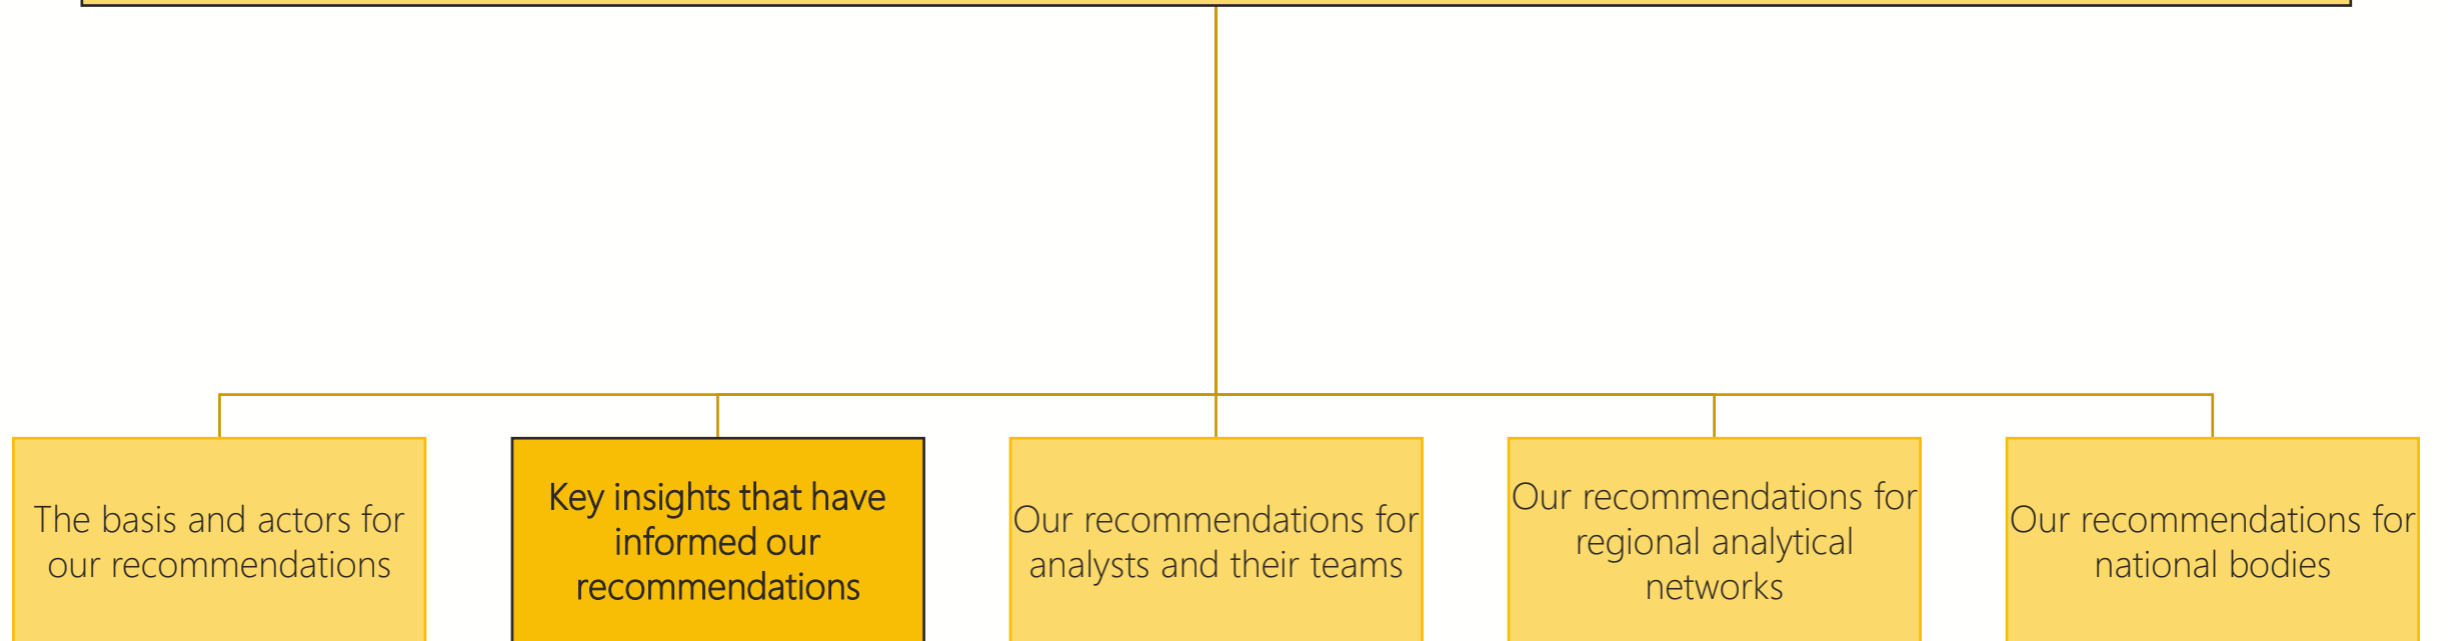 The basis and actors for
our recommendations
Key insights that have
informed our
recommendations
Our recommendations for
analysts and their teams
Our recommendations for
regional analytical
networks
Our recommendations for
national bodies